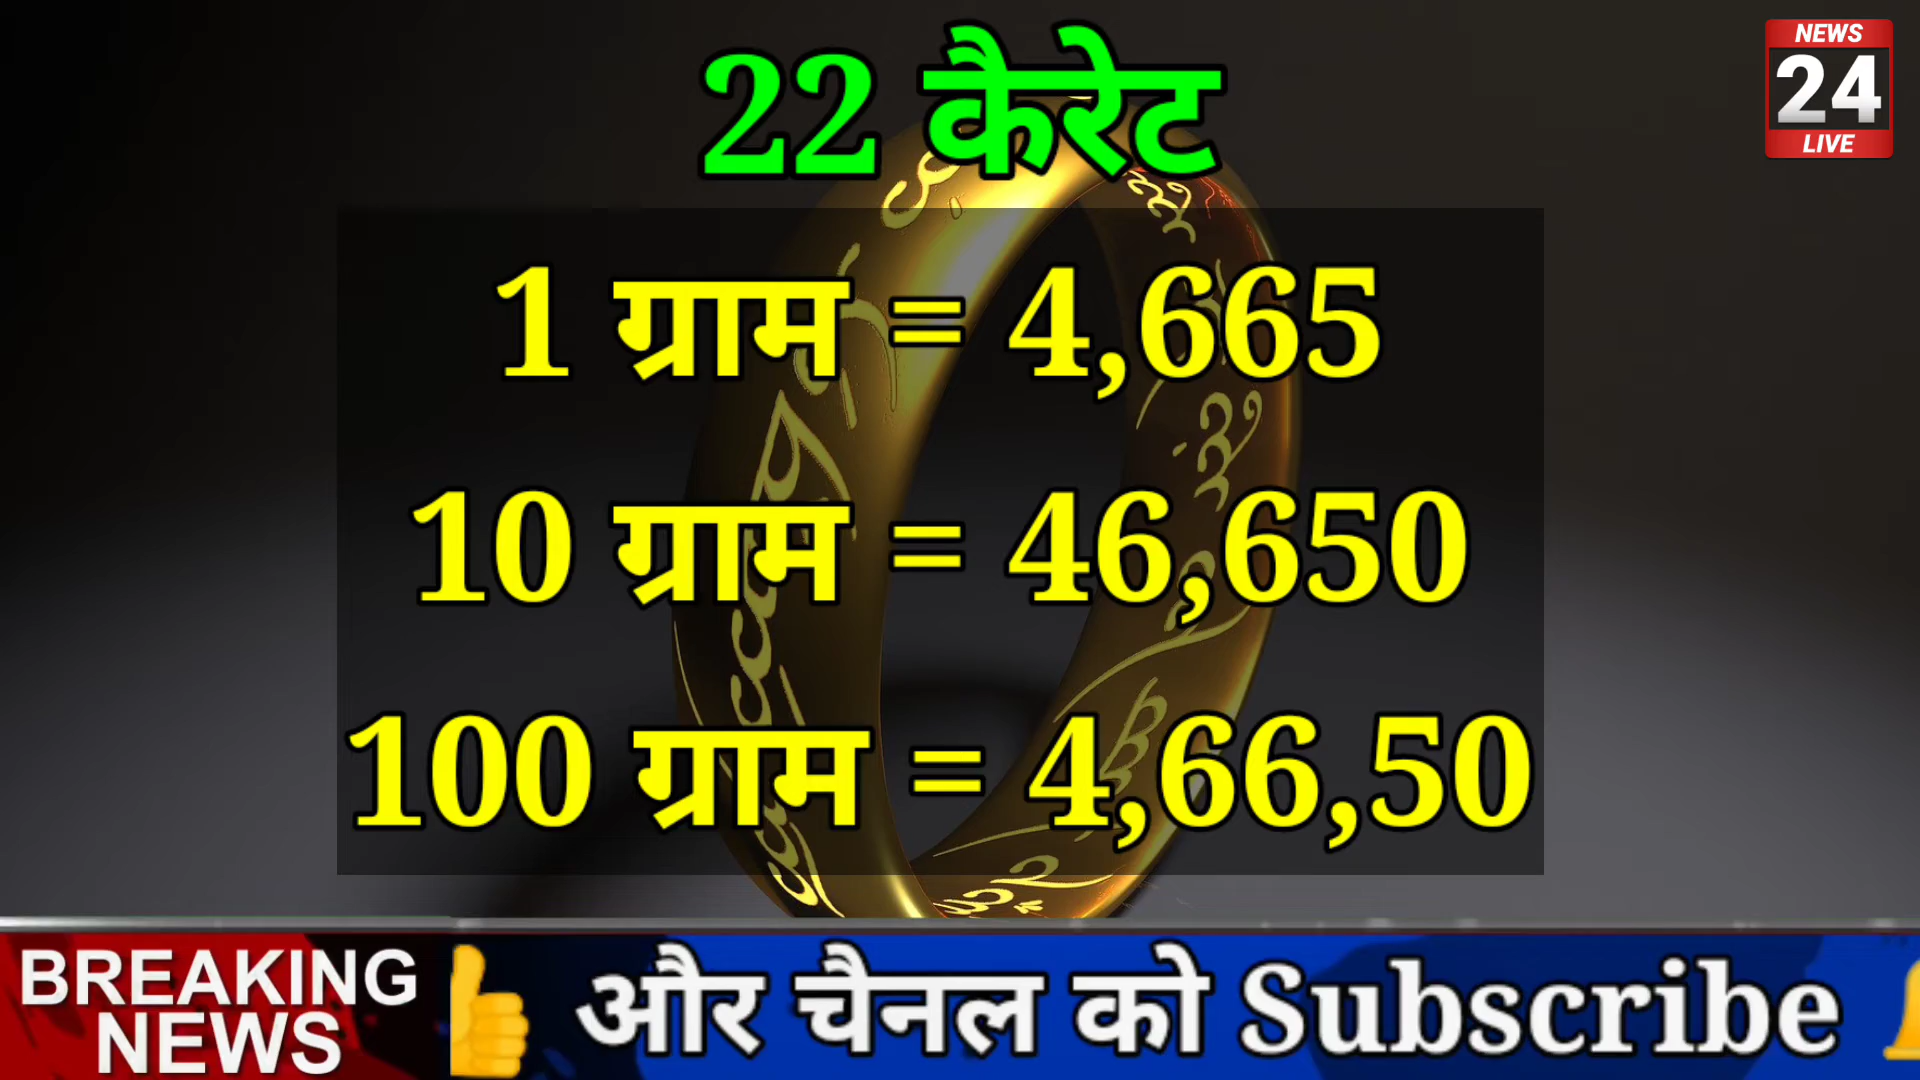 22 कैरेट
NEWS
24
LIVE
1 ग्राम = 4,665
10 ग्राम = 46,650
100 ग्राम = 4,66,50
BREAKING
NEWS
👍 और चैनल को Subscribe 🔔